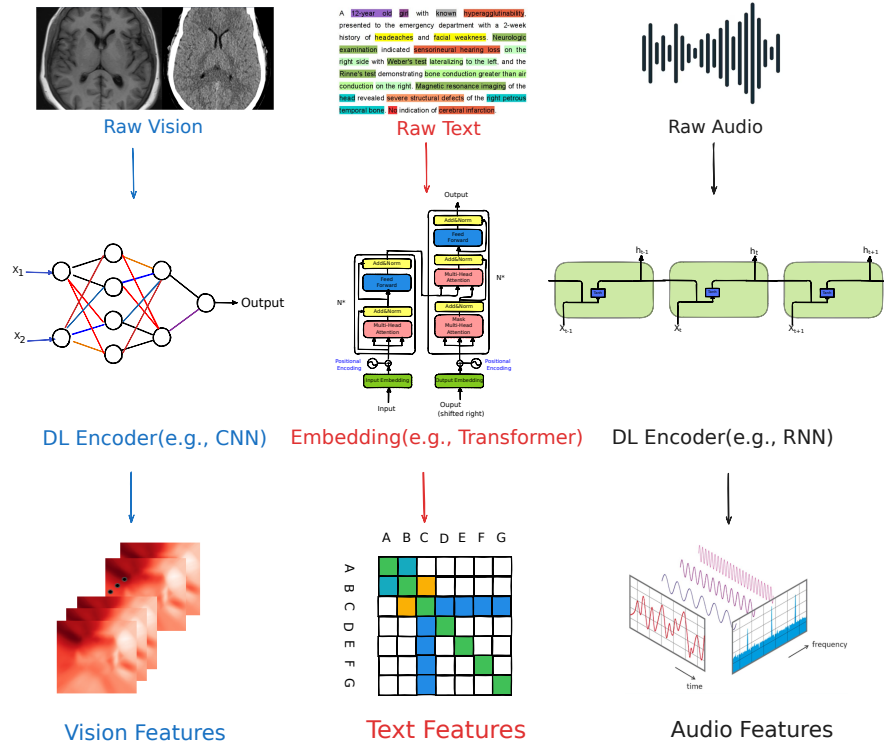 A 12-year old girl with known hyperagglutinability,
presented to the emergency department with a 2-week
history of headeaches and facial weakness. Neurologic
examination indicated sensorineural hearing loss on the
right side with Weber's test lateralizing to the left, and the
Rinne's test demonstrating bone conduction greater than air
conduction on the right. Magnetic resonance imaging of the
head revealed severe structural defects of the right petrous
temporal bone. No indication of cerebral infarction.
Raw Vision
Raw Text
Raw Audio
X1
X2
Output
Output
Add&Norm
Feed
Forward
Add&Norm
Multi-Head
Attention
N*
Add&Norm
Mask
Multi-Head
Attention
Add&Norm
Feed
Forward
N*
Add&Norm
Multi-Head
Attention
Positional
Encoding
Positional
Encoding
Input Embedding
Output Embedding
Input
Ouput
(shifted right)
ht-1
ht
ht+1
Xt-1
Xt
Xt+1
DL Encoder(e.g., CNN)
Embedding(e.g., Transformer)
DL Encoder(e.g., RNN)
A B C D E F G
A
B
C
D
E
F
G
time
frequency
Vision Features
Text Features
Audio Features